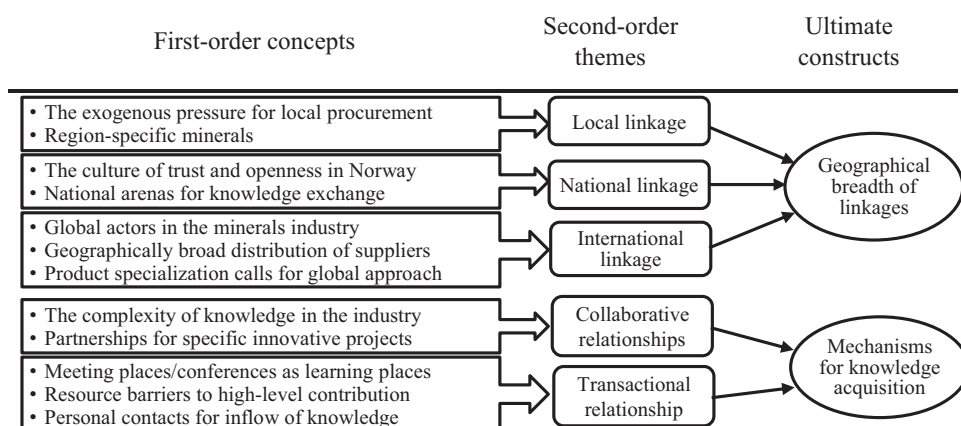 First-order concepts
Second-order
themes
Ultimate
constructs
• The exogenous pressure for local procurement
• Region-specific minerals
Local linkage
• The culture of trust and openness in Norway
• National arenas for knowledge exchange
National linkage
• Global actors in the minerals industry
• Geographically broad distribution of suppliers
• Product specialization calls for global approach
International
linkage
Geographical
breadth of
linkages
• The complexity of knowledge in the industry
• Partnerships for specific innovative projects
Collaborative
relationships
• Meeting places/conferences as learning places
• Resource barriers to high-level contribution
• Personal contacts for inflow of knowledge
Transactional
relationship
Mechanisms
for knowledge
acquisition